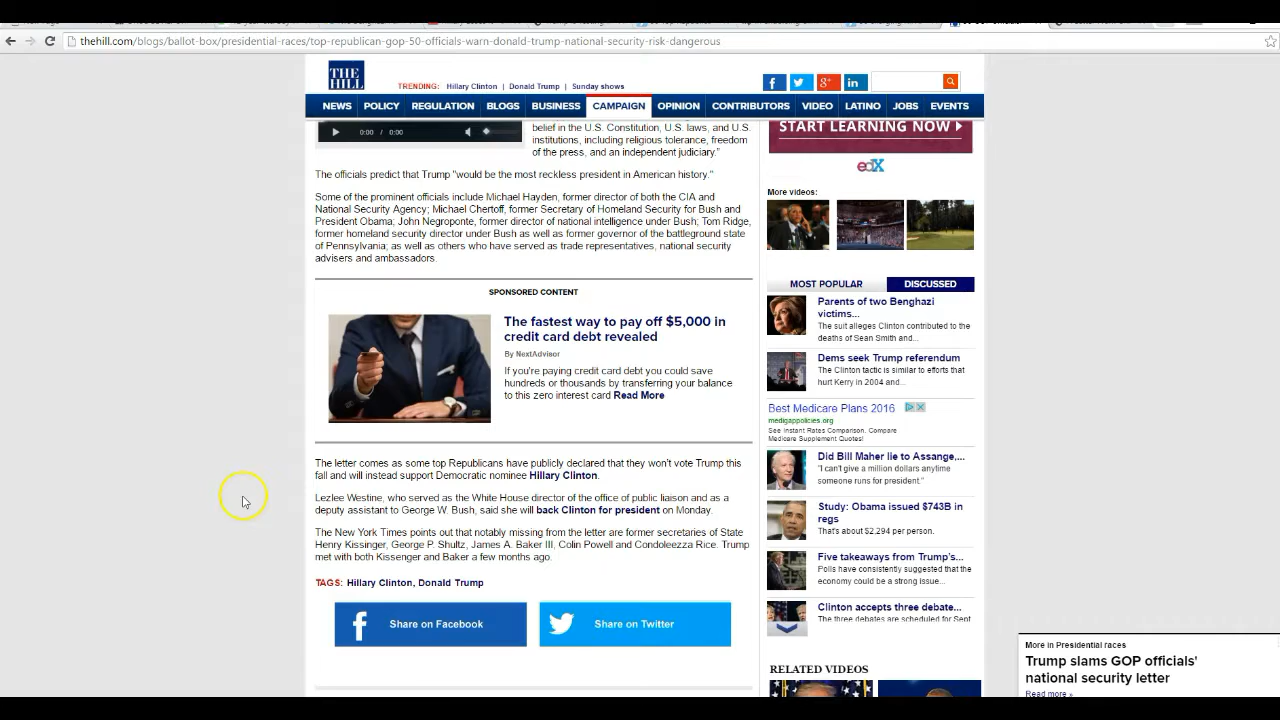 thehill.com/blogs/ballot-box/presidential-races/top-republican-gop-50-officials-warn-donald-trump-national-security-risk-dangerous
THE
HILL
TRENDING: Hillary Clinton | Donald Trump | Sunday shows
NEWS POLICY REGULATION BLOGS BUSINESS CAMPAIGN OPINION CONTRIBUTORS VIDEO LATINO JOBS EVENTS
0:00 / 0:00
belief in the U.S. Constitution, U.S. laws, and U.S.
institutions, including religious tolerance, freedom
of the press, and an independent judiciary."
The officials predict that Trump "would be the most reckless president in American history."
Some of the prominent officials include Michael Hayden, former director of both the CIA and
National Security Agency; Michael Chertoff, former Secretary of Homeland Security for Bush and
President Obama; John Negroponte, former director of national intelligence under Bush; Tom Ridge,
former homeland security director under Bush as well as former governor of the battleground state
of Pennsylvania; as well as others who have served as trade representatives, national security
advisers and ambassadors.
SPONSORED CONTENT
The fastest way to pay off $5,000 in
credit card debt revealed
By NextAdvisor
If you're paying credit card debt you could save
hundreds or thousands by transferring your balance
to this zero interest card Read More
The letter comes as some top Republicans have publicly declared that they won't vote Trump this
fall and will instead support Democratic nominee Hillary Clinton.
Lezlee Westine, who served as the White House director of the office of public liaison and as a
deputy assistant to George W. Bush, said she will back Clinton for president on Monday.
The New York Times points out that notably missing from the letter are former secretaries of State
Henry Kissinger, George P. Shultz, James A. Baker III, Colin Powell and Condoleezza Rice. Trump
met with both Kissenger and Baker a few months ago.
TAGS: Hillary Clinton, Donald Trump
Share on Facebook
Share on Twitter
START LEARNING NOW
edX
More videos:
MOST POPULAR DISCUSSED
Parents of two Benghazi
victims...
The suit alleges Clinton contributed to the
deaths of Sean Smith and...
Dems seek Trump referendum
The Clinton tactic is similar to efforts that
hurt Kerry in 2004 and...
Best Medicare Plans 2016
medigappolicies.org
See Instant Rates Comparison. Compare
Medicare Supplement Quotes!
Did Bill Maher lie to Assange,...
"I can't give a million dollars anytime
someone runs for president."
Study: Obama issued $743B in
regs
That's about $2,294 per person.
Five takeaways from Trump's...
Polls have consistently suggested that the
economy could be a strong issue...
Clinton accepts three debate...
The three debates are scheduled for Sept
RELATED VIDEOS
More in Presidential races
Trump slams GOP officials'
national security letter
Read more »